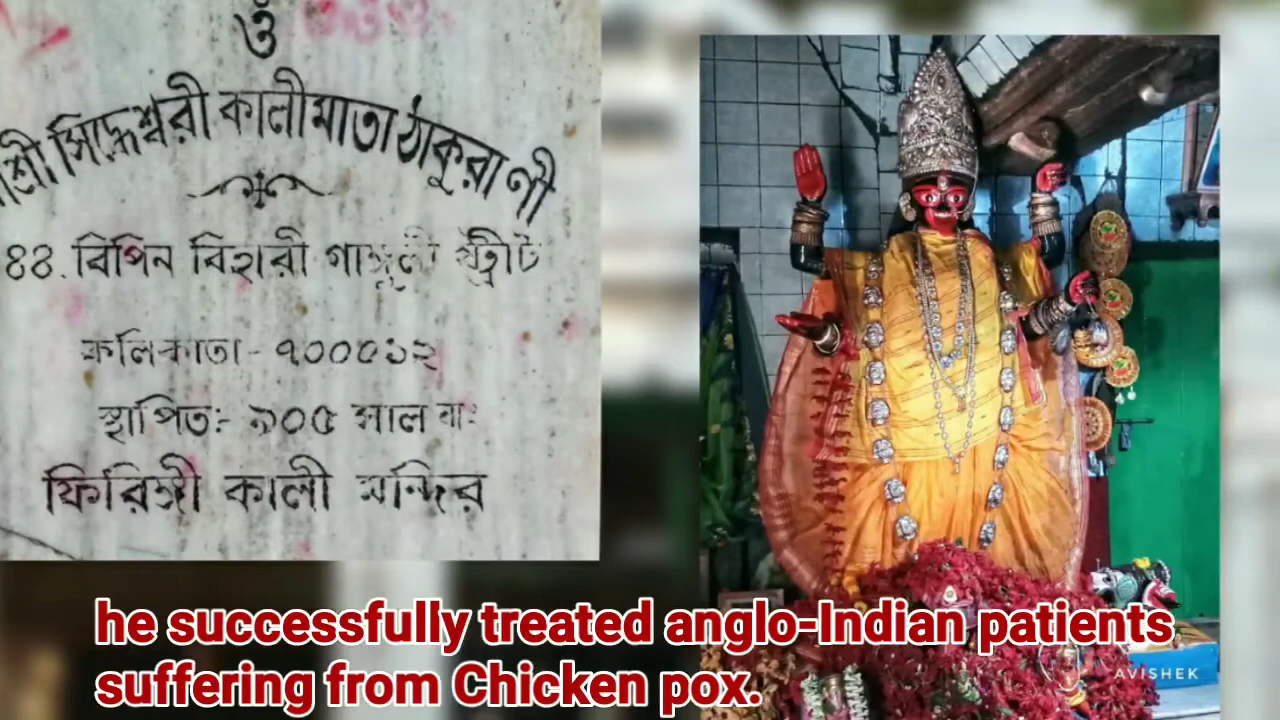 ওঁ
শ্রী সিদ্ধেশ্বরী কালীমাতা ঠাকুরাণী
৪৪. বিপিন বিহারী গাঙ্গুলী স্ট্রীট
কলিকাতা - ৭০০০১২
স্থাপিত:- ৯০৫ সাল বাং
ফিরিঙ্গী কালী মন্দির
he successfully treated anglo-Indian patients
suffering from Chicken pox.
AVISHEK